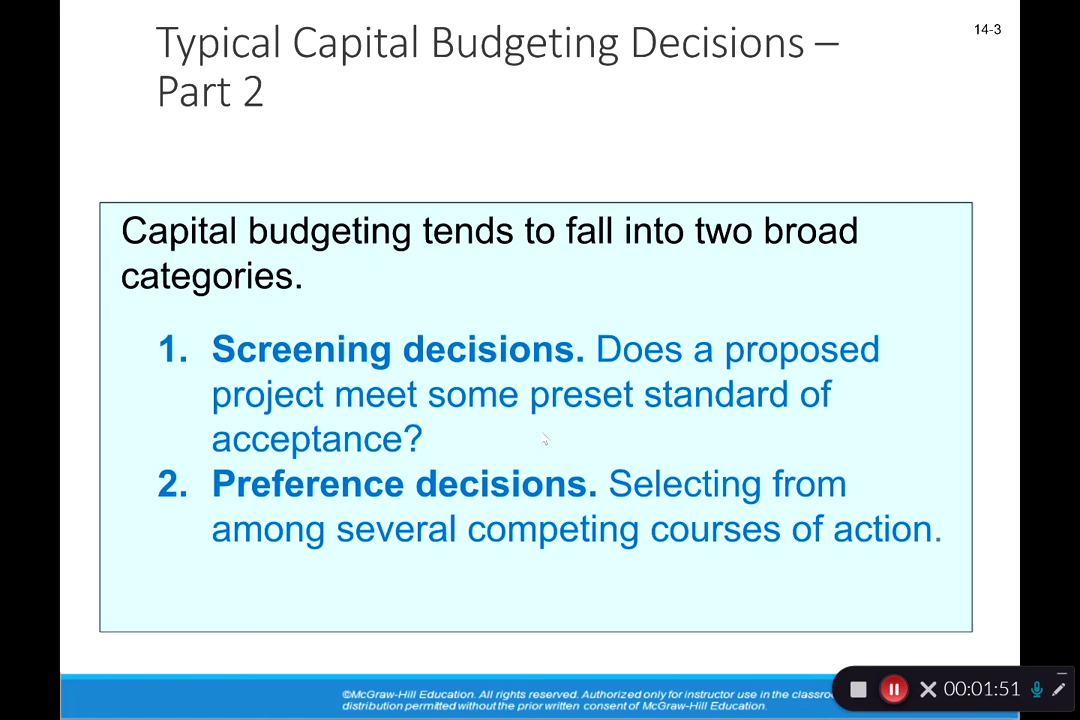 Typical Capital Budgeting Decisions –
Part 2
14-3
Capital budgeting tends to fall into two broad
categories.
1. Screening decisions. Does a proposed
project meet some preset standard of
acceptance?
2. Preference decisions. Selecting from
among several competing courses of action.
©McGraw-Hill Education. All rights reserved. Authorized only for instructor use in the
distribution permitted without the prior written consent of McGraw-Hill Education.
00:01:51